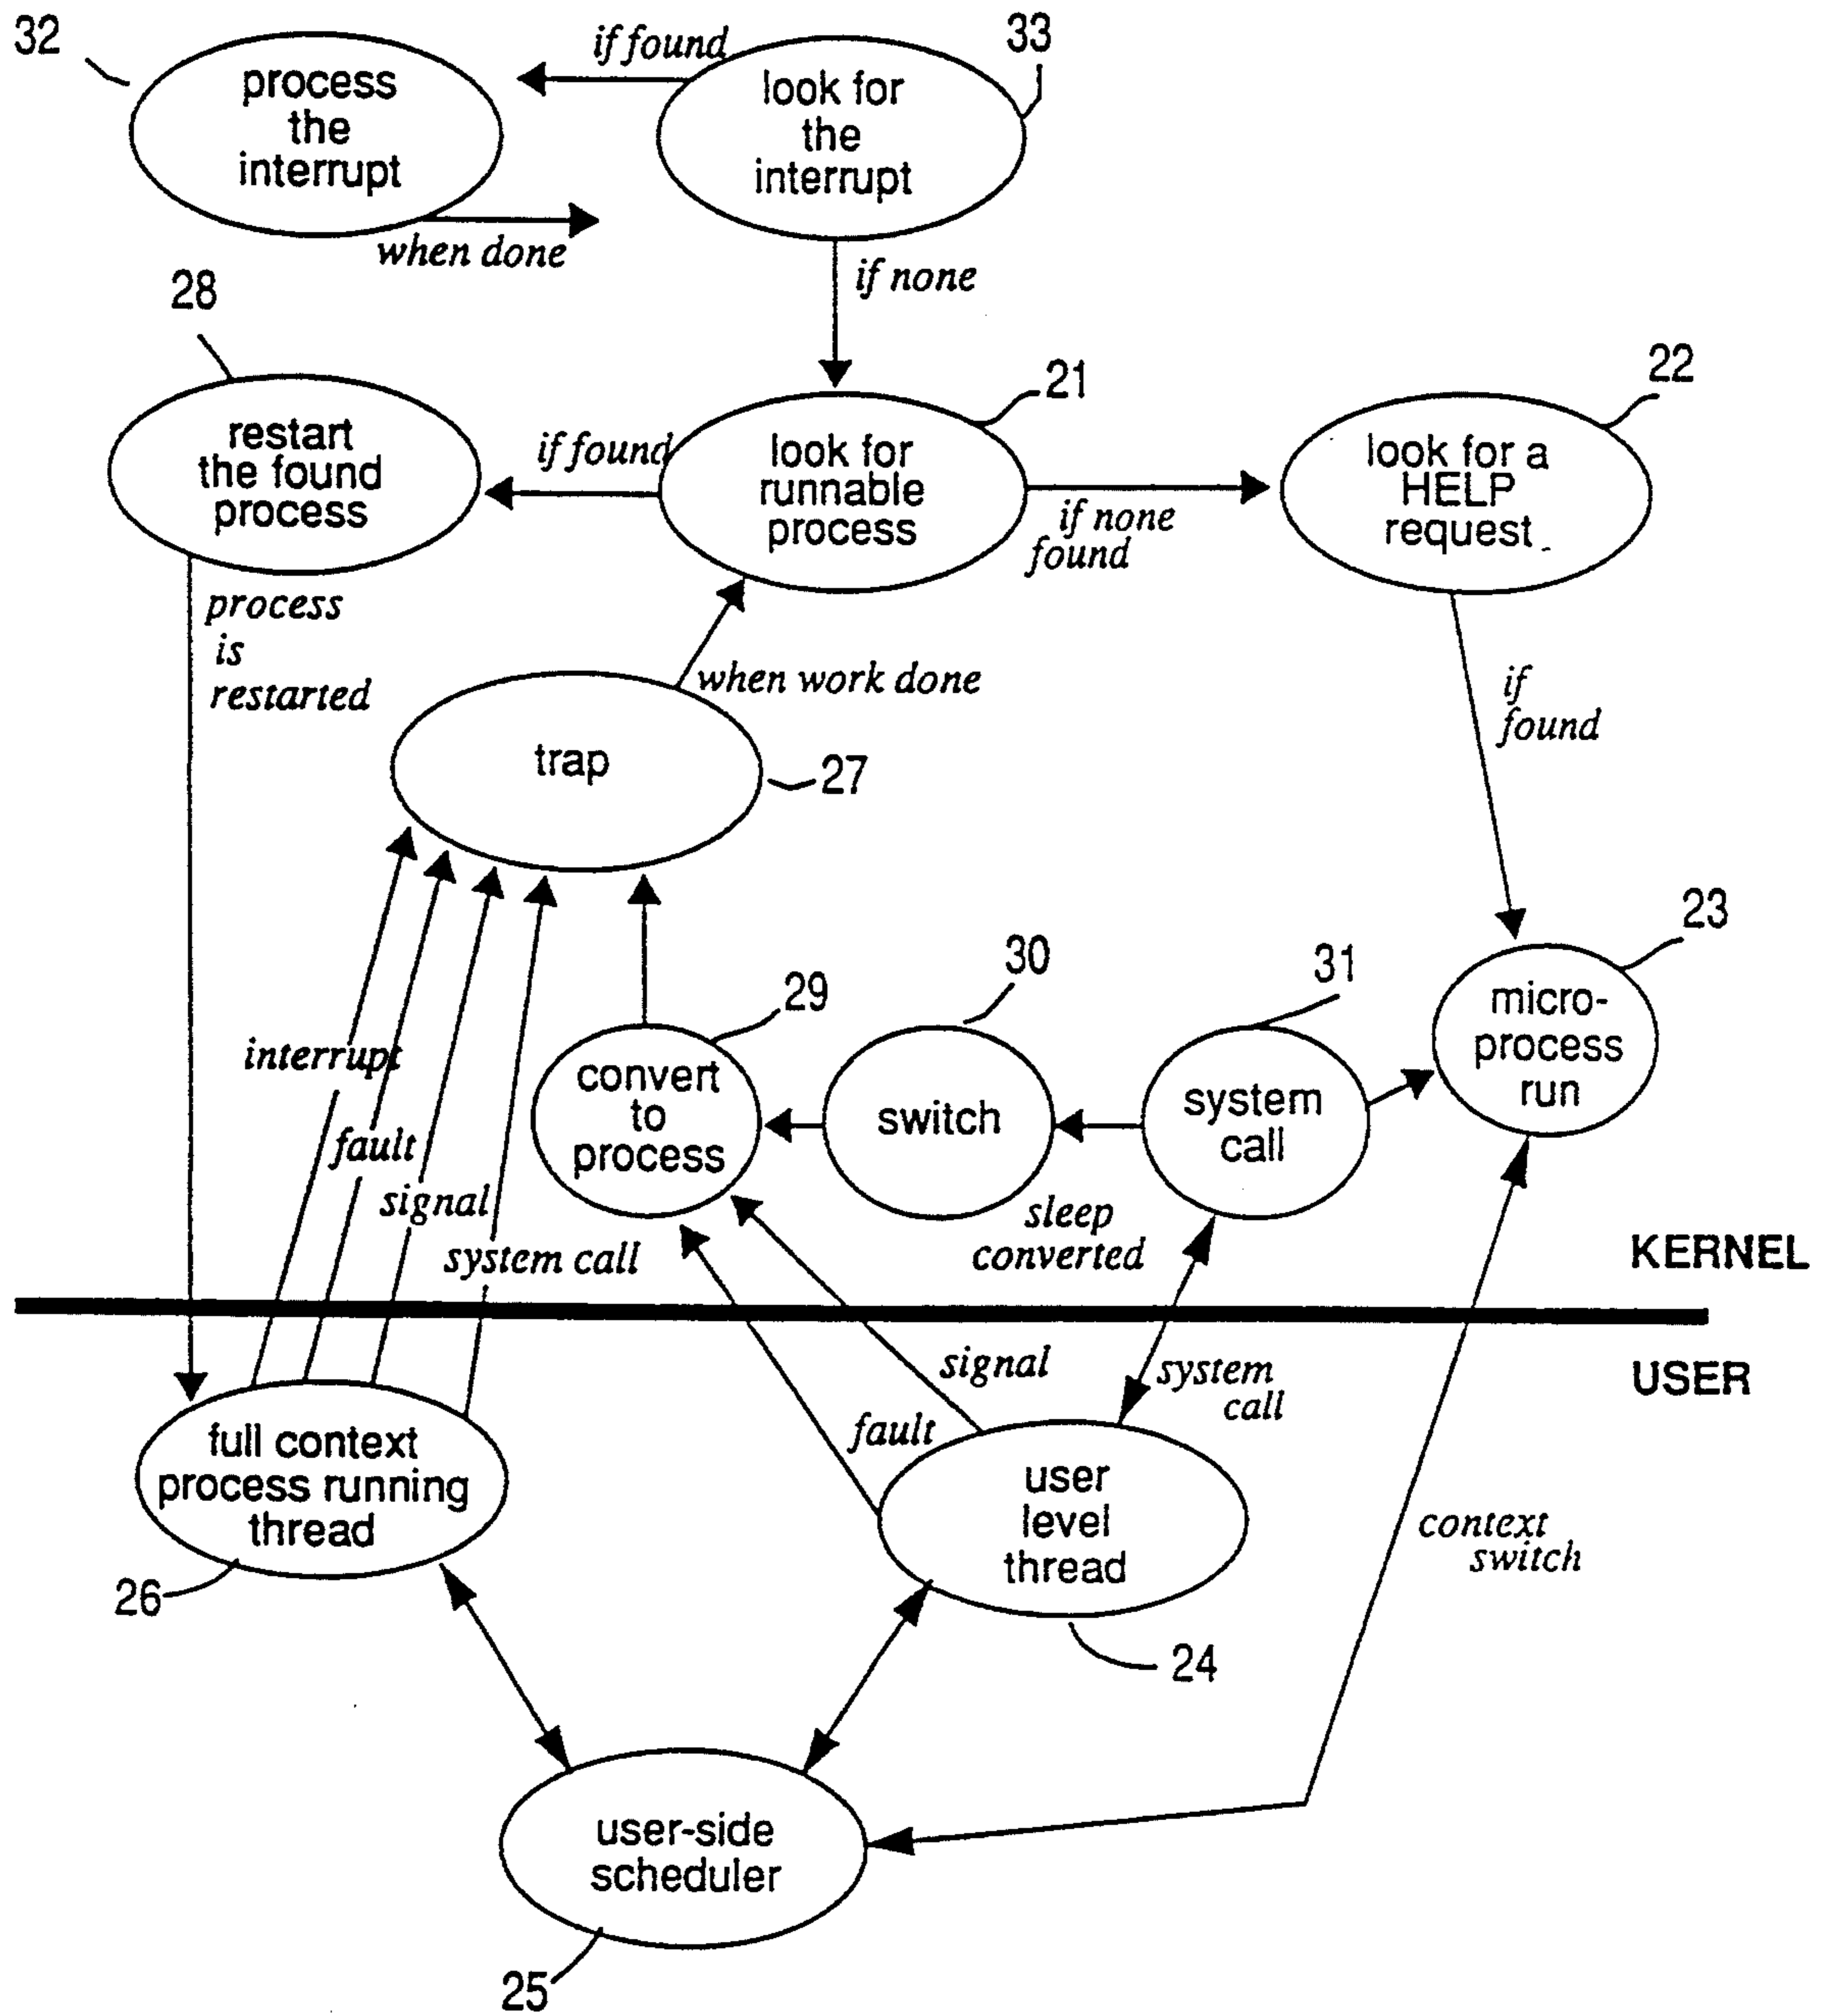 32
process
the
interrupt
if found
look for
the
interrupt
33
when done
if none
28
restart
the found
process
if found
21
look for
runnable
process
if none
found
22
look for a
HELP
request
process
is
restarted
when work done
trap
27
if
found
23
micro-
process
run
29
convert
to
process
30
switch
31
system
call
interrupt
fault
signal
system call
sleep
converted
KERNEL
USER
signal
fault
system
call
full context
process running
thread
26
user
level
thread
24
context
switch
user-side
scheduler
25